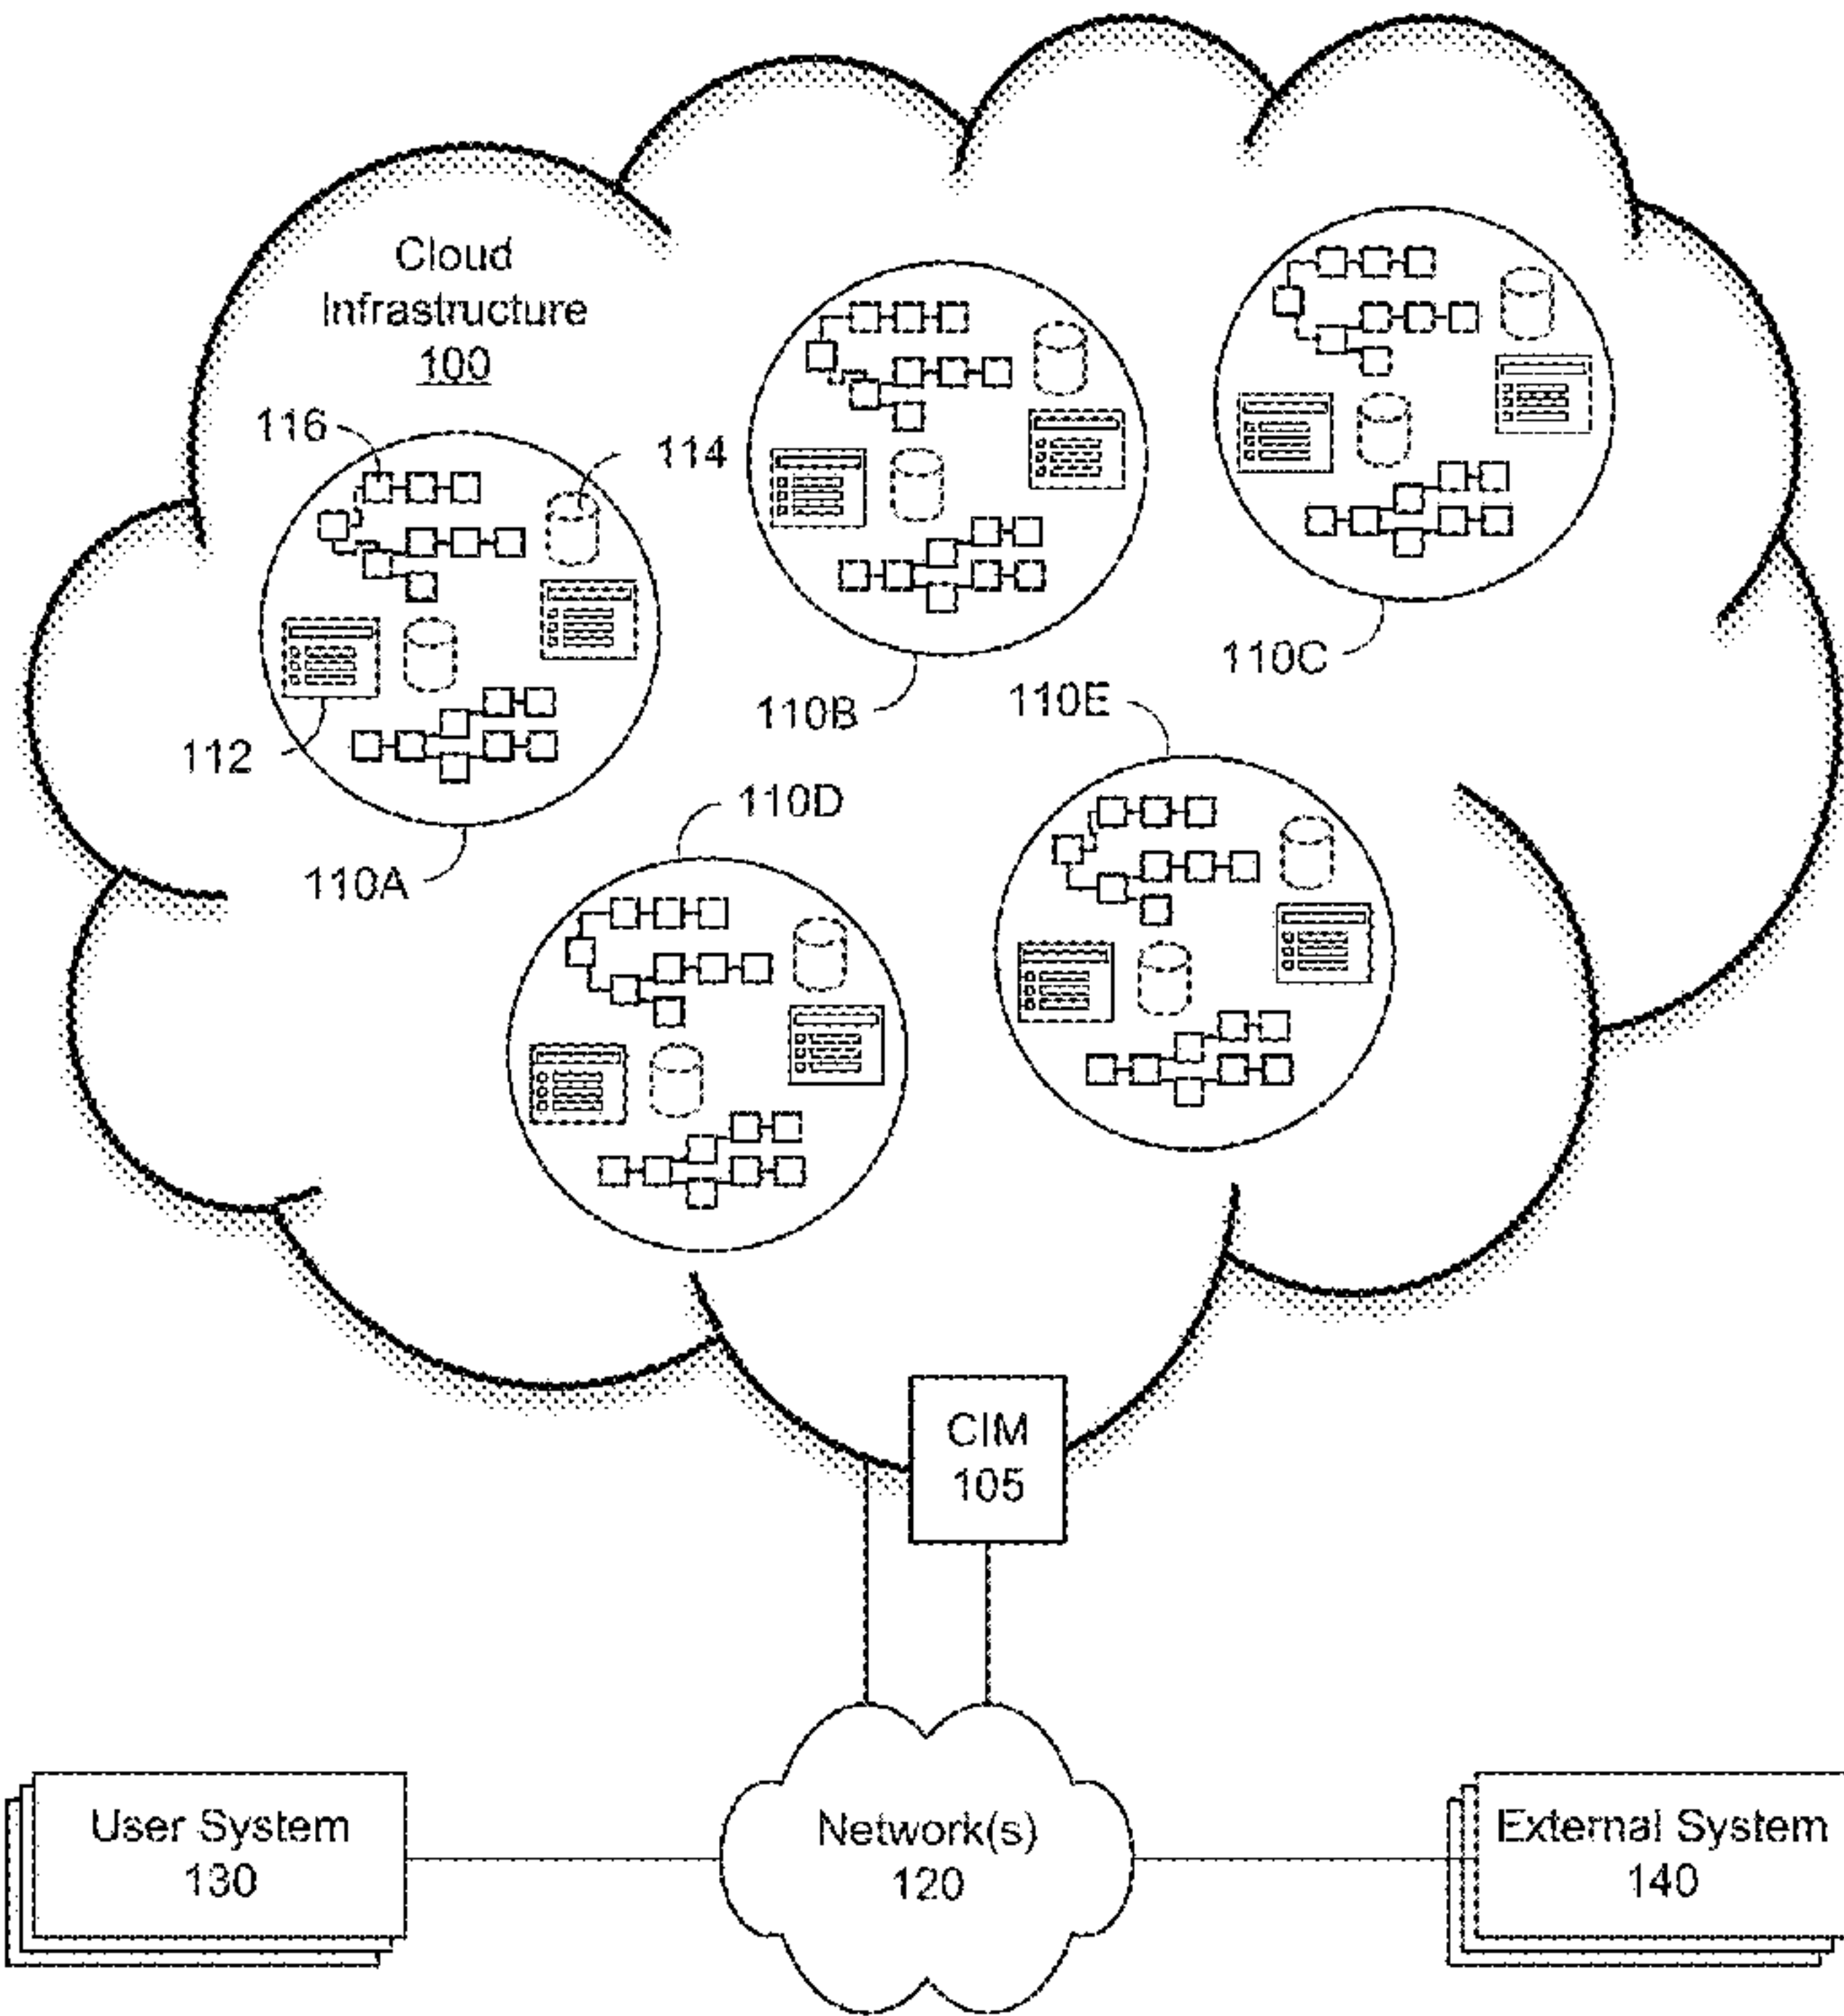 Cloud
Infrastructure
100
116
114
112
110A
110B
110C
110D
110E
CIM
105
User System
130
Network(s)
120
External System
140